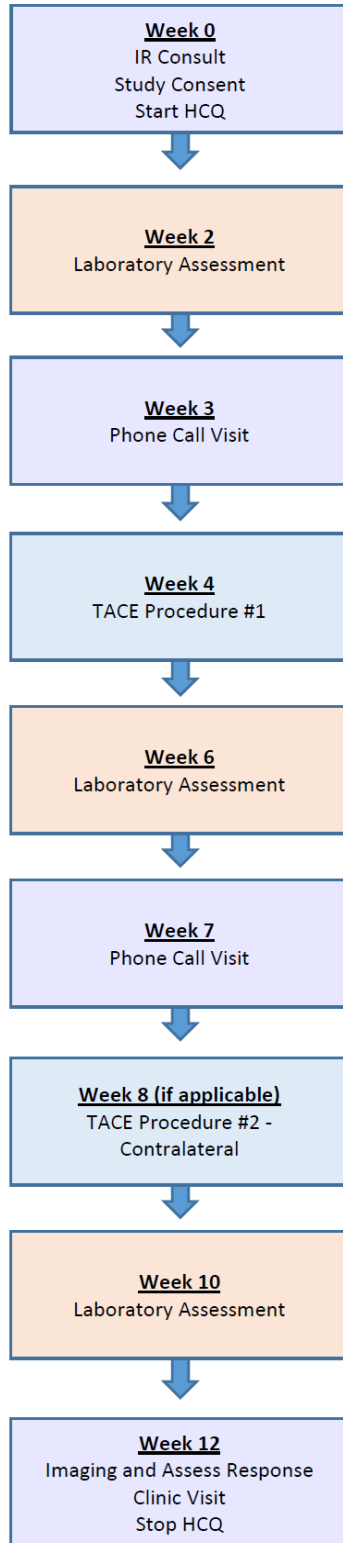 Week 0
IR Consult
Study Consent
Start HCQ
Week 2
Laboratory Assessment
Week 3
Phone Call Visit
Week 4
TACE Procedure #1
Week 6
Laboratory Assessment
Week 7
Phone Call Visit
Week 8 (if applicable)
TACE Procedure #2 -
Contralateral
Week 10
Laboratory Assessment
Week 12
Imaging and Assess Response
Clinic Visit
Stop HCQ